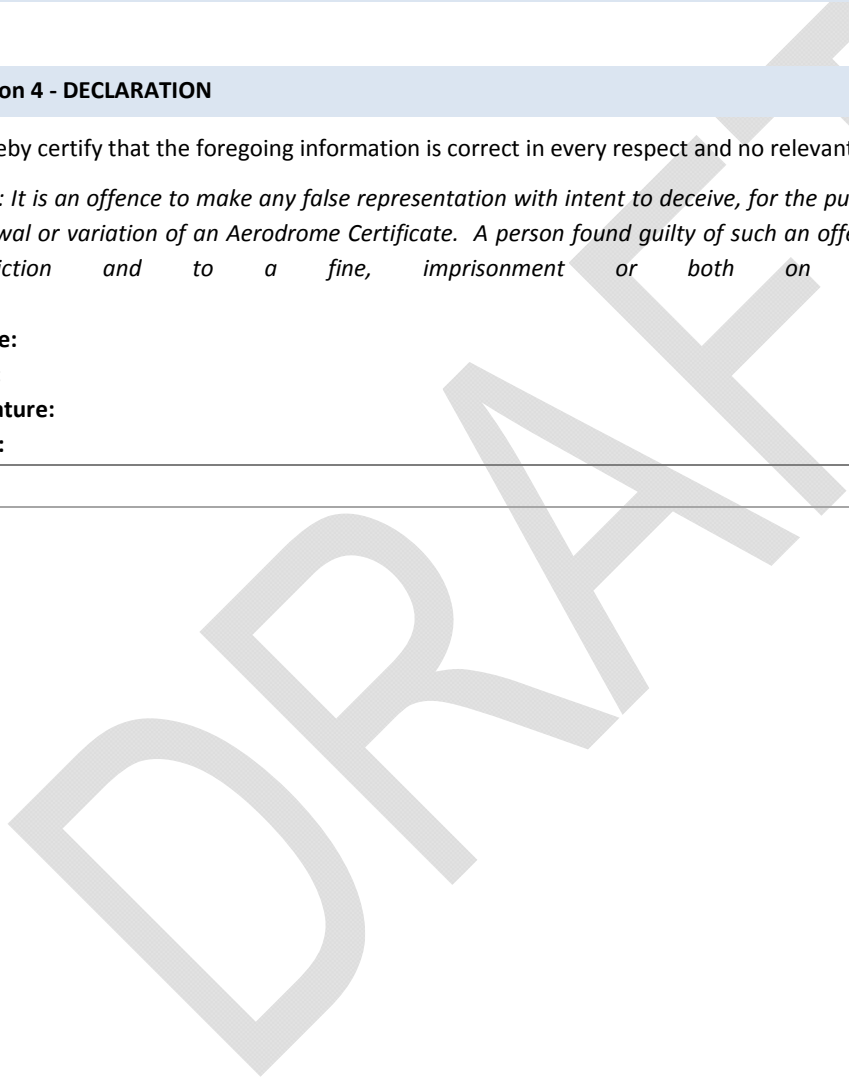 on 4 - DECLARATION
eby certify that the foregoing information is correct in every respect and no relevant
: It is an offence to make any false representation with intent to deceive, for the pu
wal or variation of an Aerodrome Certificate. A person found guilty of such an offe
iction and to a fine, imprisonment or both on
e:
:
ature:
:
DRAFT